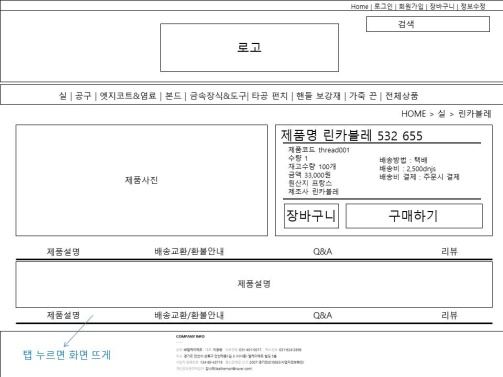 Home | 로그인 | 회원가입 | 장바구니 | 정보수정
검색
로고
실 | 공구 | 엣지코트&염료 | 본드 | 금속장식&도구| 타공 펀치 | 핸들 보강재 | 가죽 끈 | 전체상품
HOME > 실 > 린카블레
제품사진
제품명 린카블레 532 655
제품코드 thread001
수량 1
재고수량 100개
금액 33,000원
원산지 프랑스
제조사 린카블레
배송방법 : 택배
배송비 : 2,500dnjs
배송비 결제 : 주문시 결제
장바구니
구매하기
제품설명 배송교환/환불안내 Q&A 리뷰
제품설명
제품설명 배송교환/환불안내 Q&A 리뷰
탭 누르면 화면 뜨게
COMPANY INFO